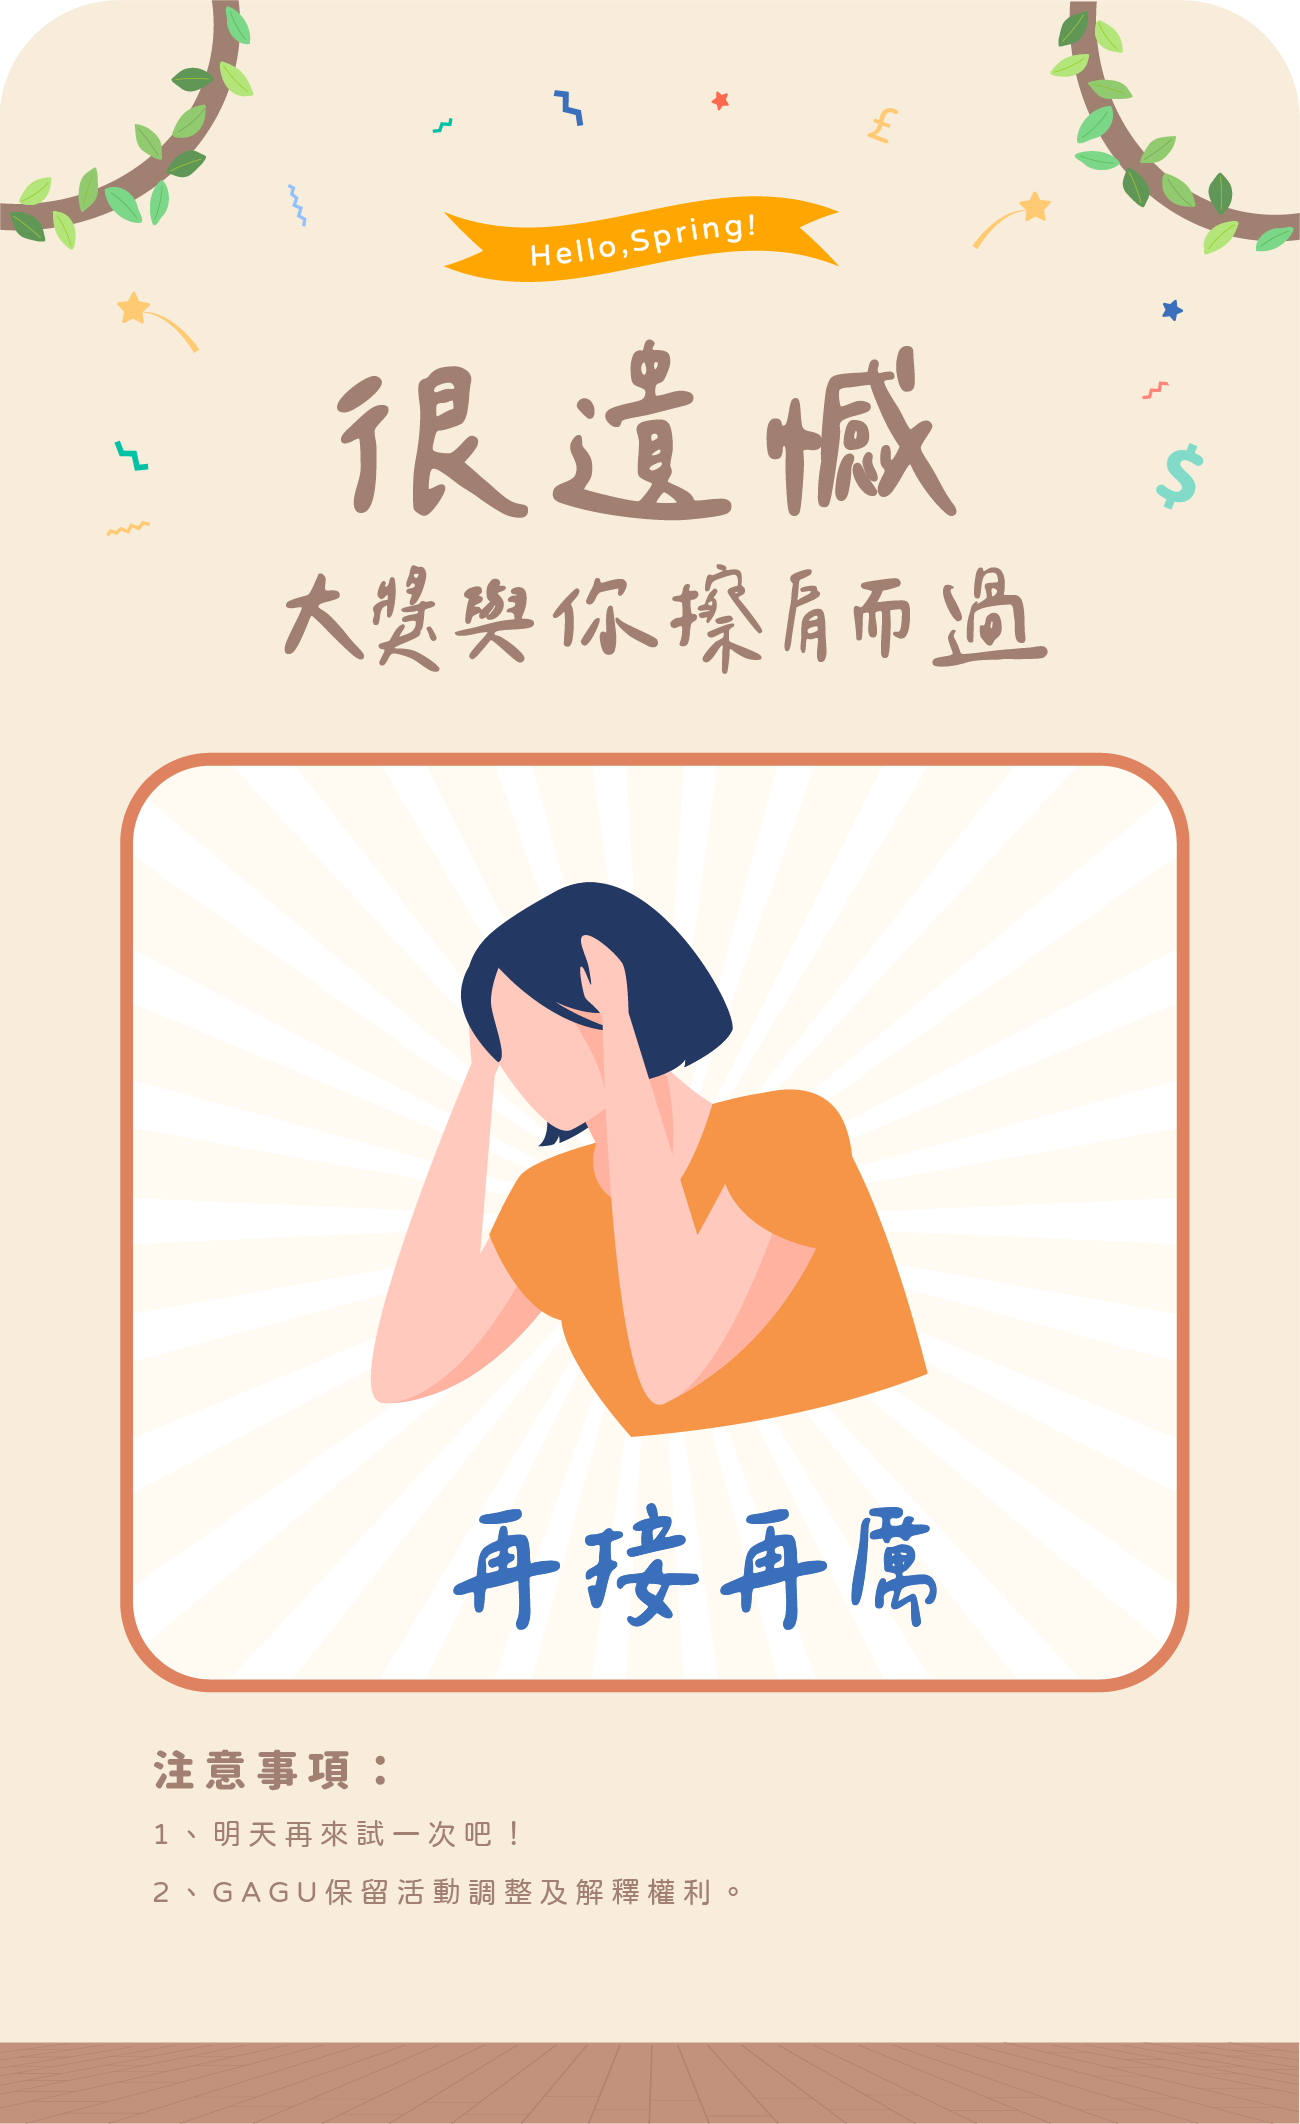 Hello,Spring!
很遺憾
大獎與你擦肩而過
再接再厲
注意事項：
1、明天再來試一次吧！
2、GAGU保留活動調整及解釋權利。